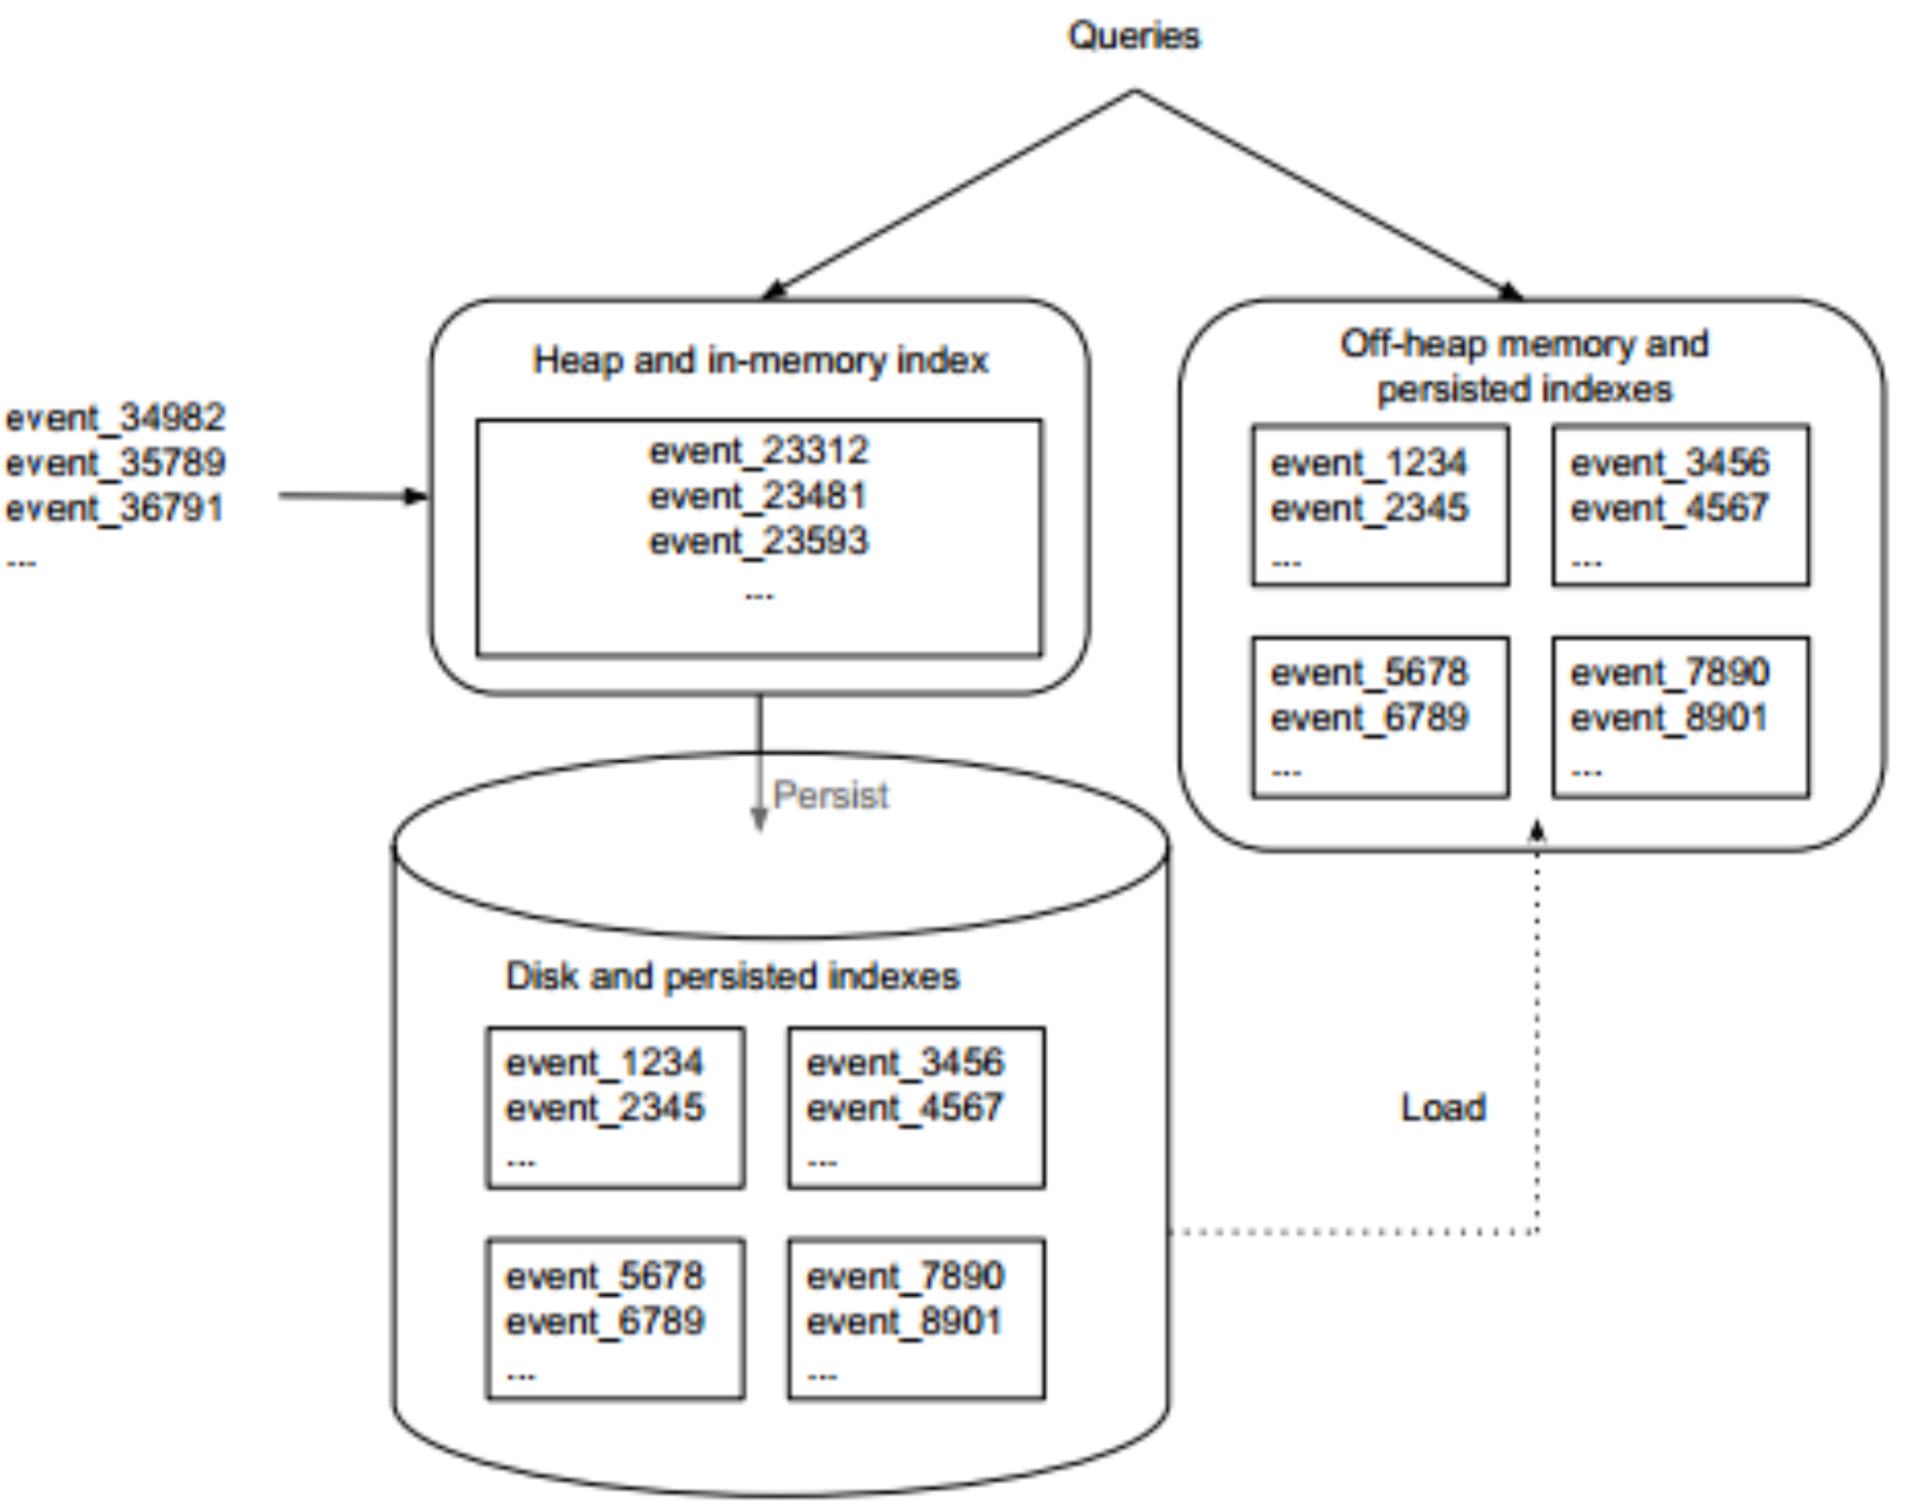 Queries
event_34982
event_35789
event_36791
...
Heap and in-memory index
event_23312
event_23481
event_23593
...
Off-heap memory and
persisted indexes
event_1234
event_2345
...
event_3456
event_4567
...
event_5678
event_6789
...
event_7890
event_8901
...
Persist
Disk and persisted indexes
event_1234
event_2345
...
event_3456
event_4567
...
event_5678
event_6789
...
event_7890
event_8901
...
Load